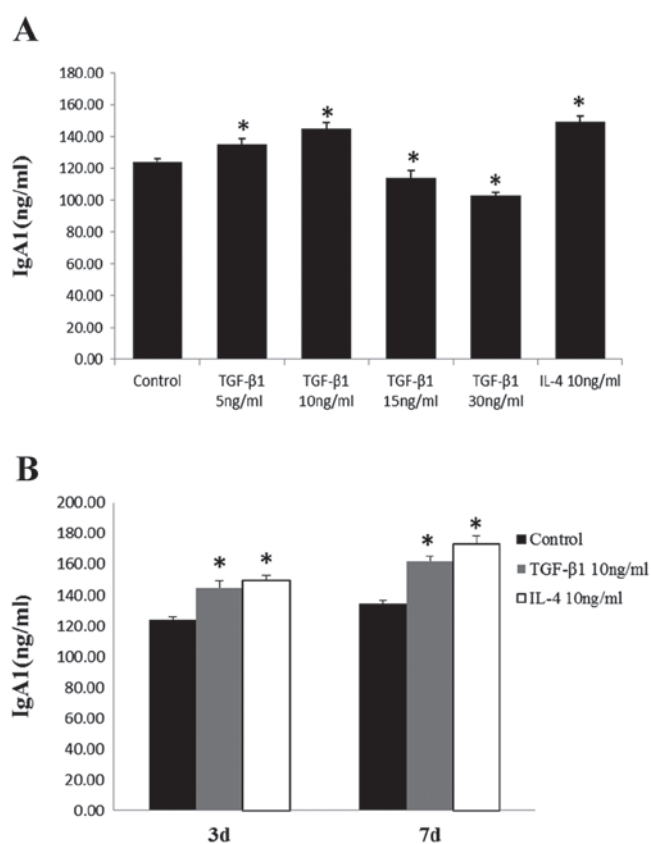 A
180.00
160.00
140.00
120.00
100.00
80.00
60.00
40.00
20.00
0.00
IgA1(ng/ml)
* * * * *
Control
TGF-β1
5ng/ml
TGF-β1
10ng/ml
TGF-β1
15ng/ml
TGF-β1
30ng/ml
IL-4 10ng/ml
B
200.00
180.00
160.00
140.00
120.00
100.00
80.00
60.00
40.00
20.00
0.00
IgA1(ng/ml)
* * * *
Control
TGF-β1 10ng/ml
IL-4 10ng/ml
3d
7d